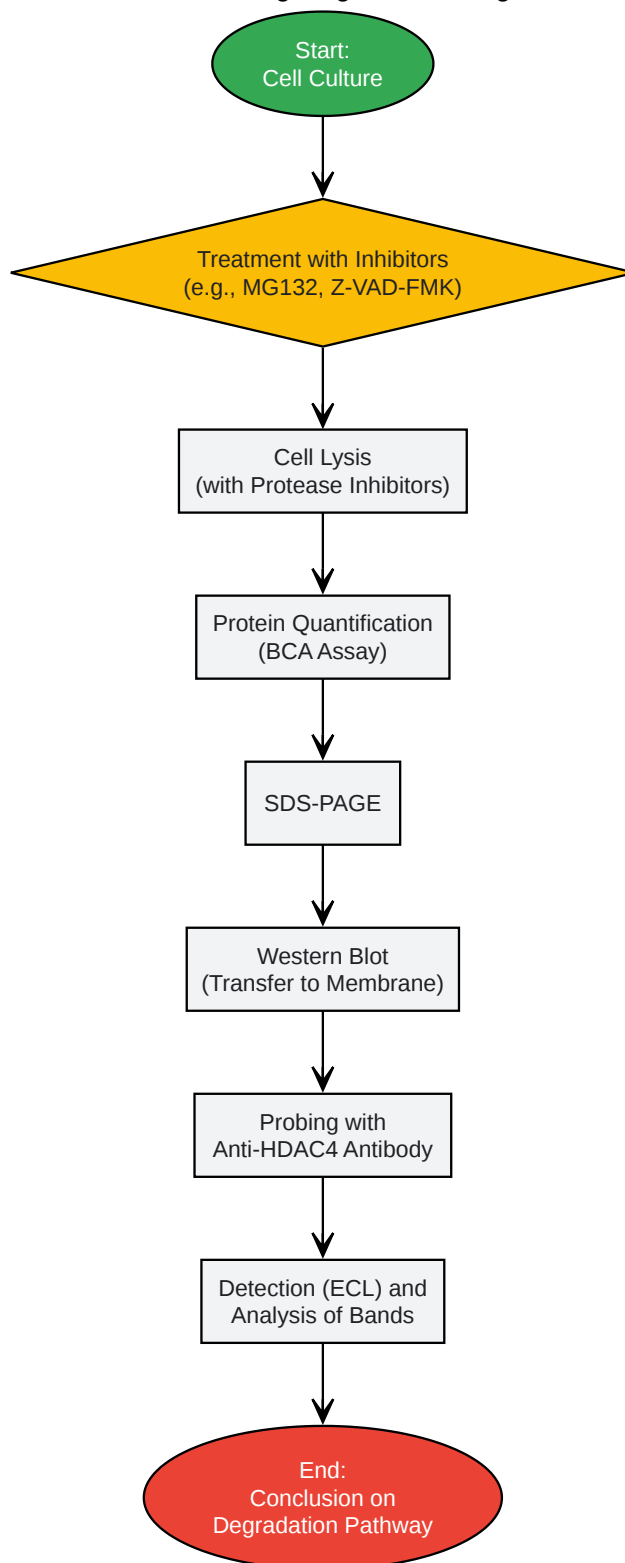 Start:
Cell Culture
Treatment with Inhibitors
(e.g., MG132, Z-VAD-FMK)
Cell Lysis
(with Protease Inhibitors)
Protein Quantification
(BCA Assay)
SDS-PAGE
Western Blot
(Transfer to Membrane)
Probing with
Anti-HDAC4 Antibody
Detection (ECL) and
Analysis of Bands
End:
Conclusion on
Degradation Pathway